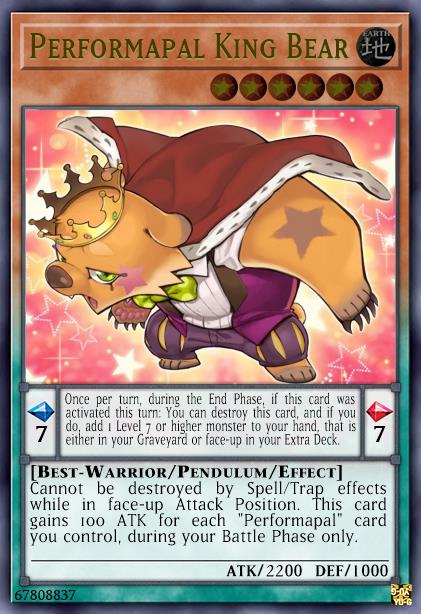 PERFORMAPAL KING BEAR
EARTH
地
Once per turn, during the End Phase, if this card was
activated this turn: You can destroy this card, and if you
do, add 1 Level 7 or higher monster to your hand, that is
either in your Graveyard or face-up in your Extra Deck.
7
7
[BEST-WARRIOR/PENDULUM/EFFECT]
Cannot be destroyed by Spell/Trap effects
while in face-up Attack Position. This card
gains 100 ATK for each "Performapal" card
you control, during your Battle Phase only.
ATK/2200 DEF/1000
67808837